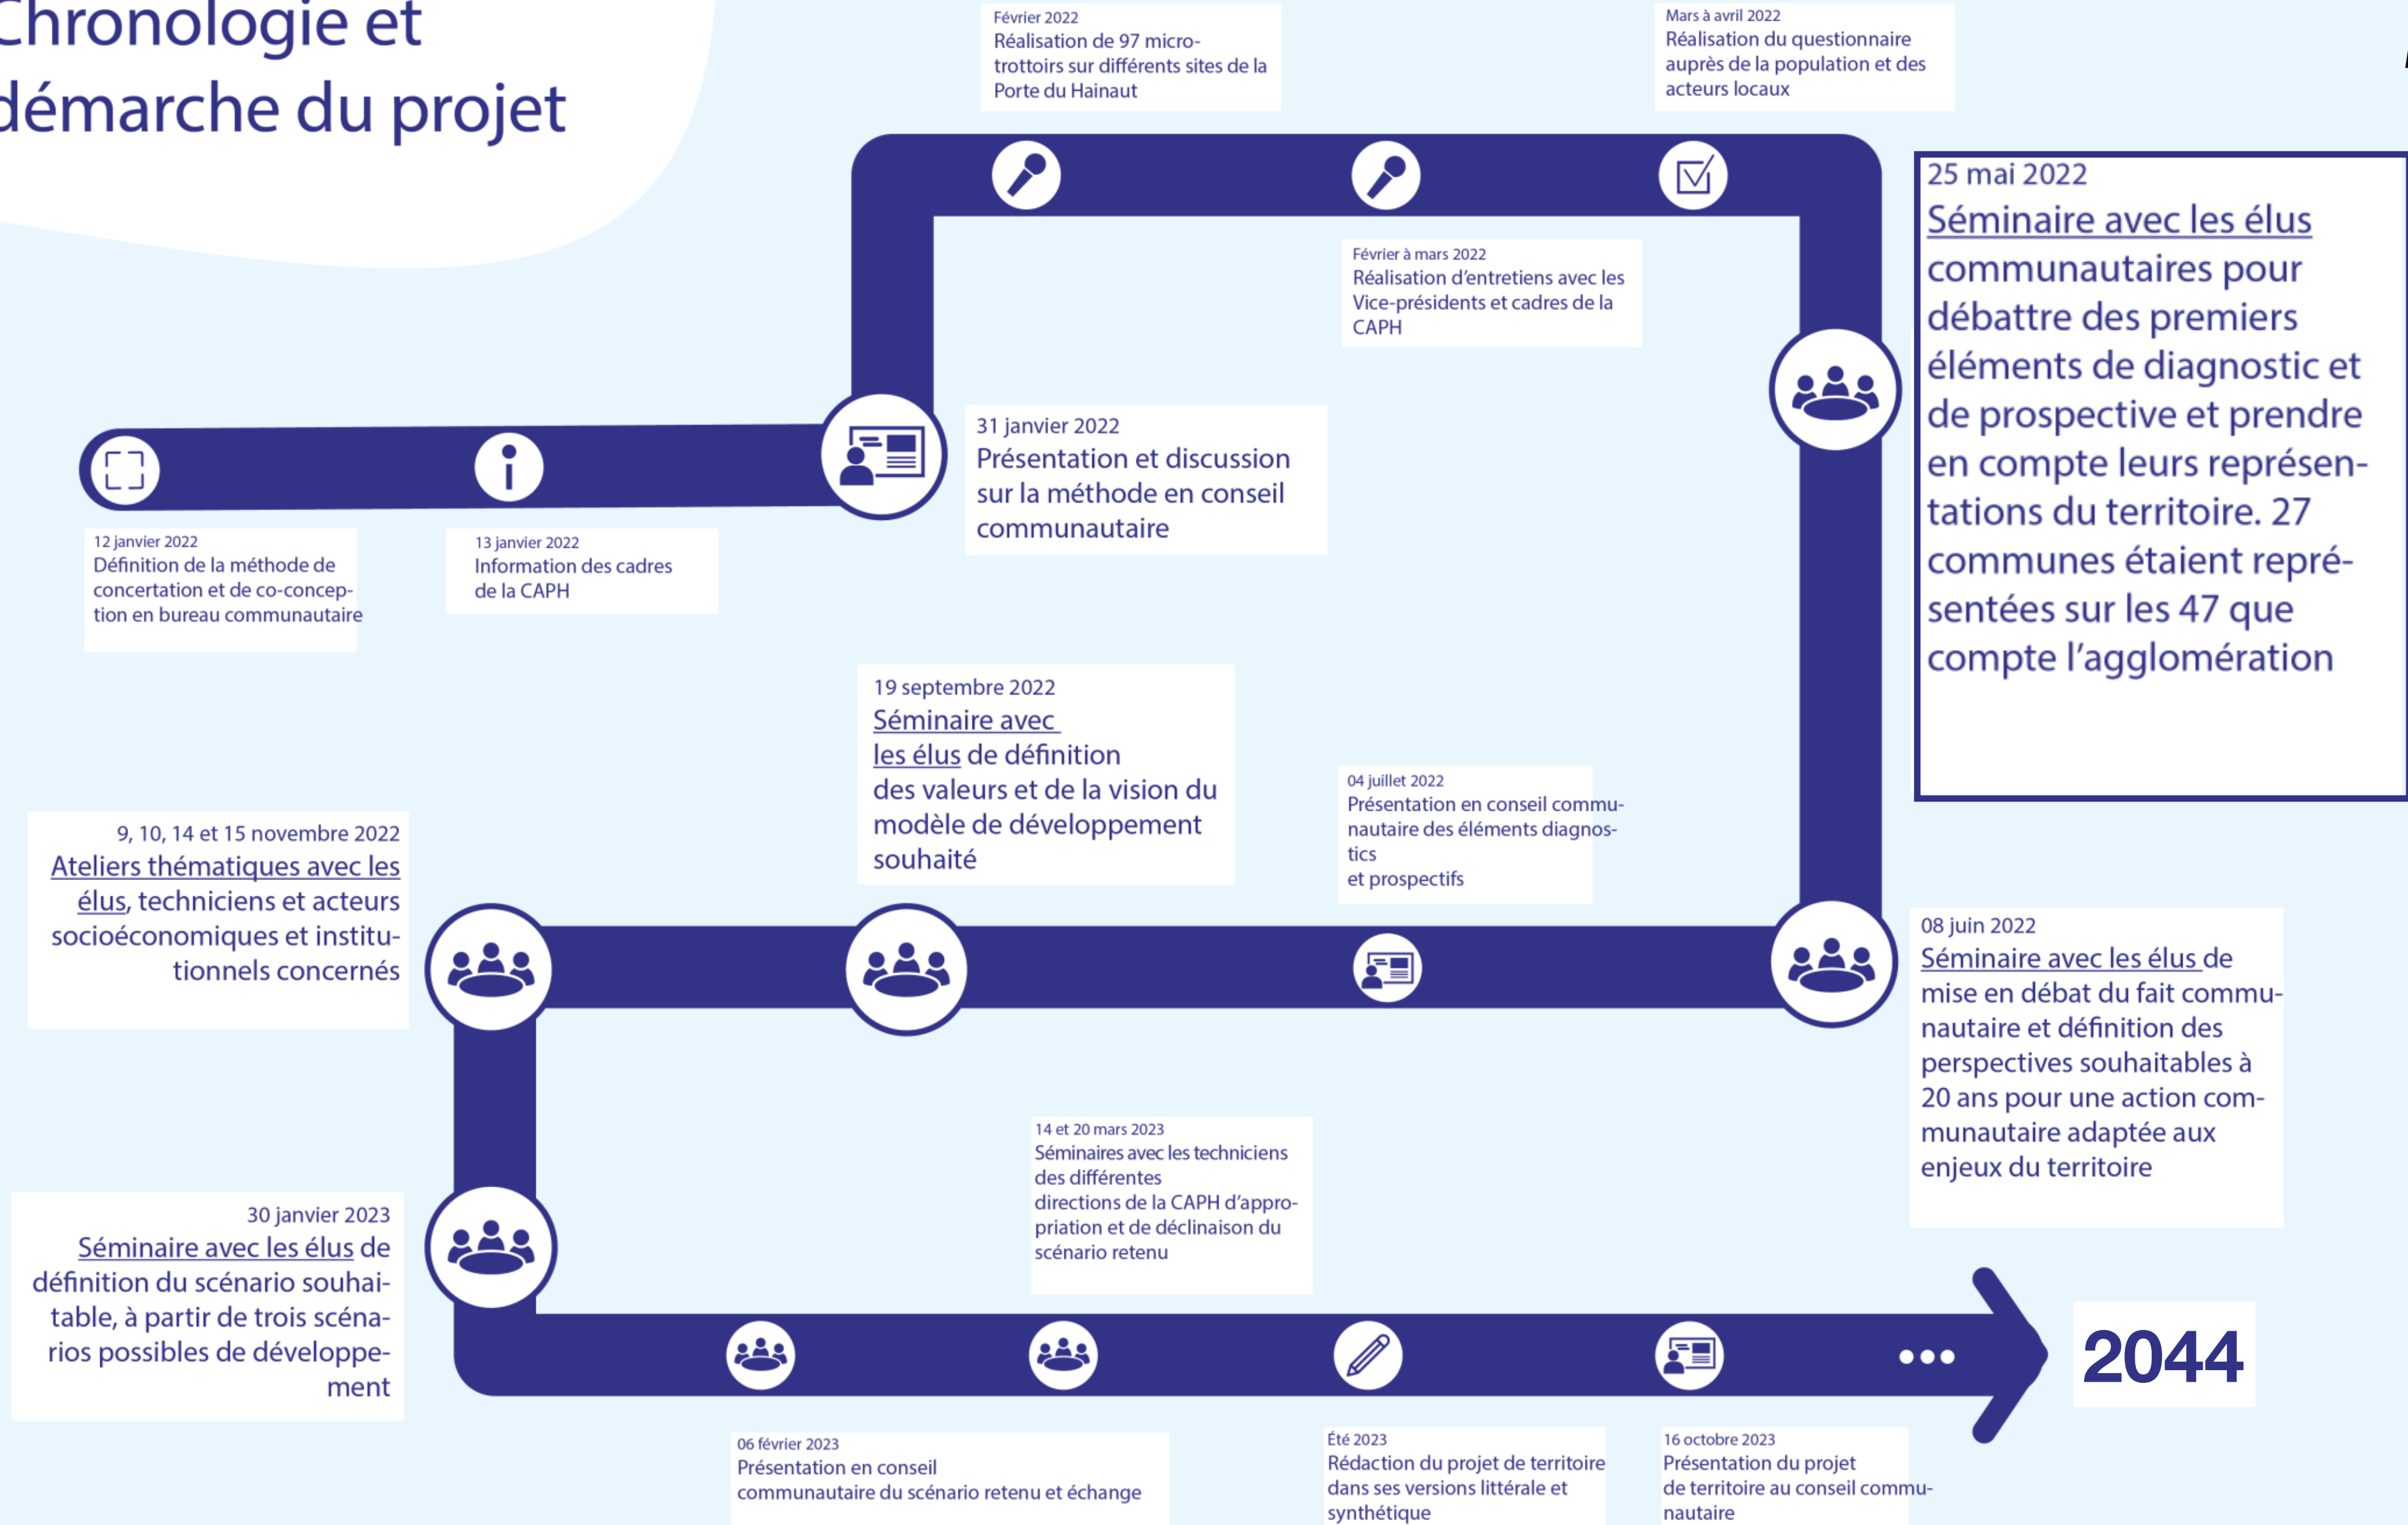 Chronologie et
démarche du projet
12 janvier 2022
Définition de la méthode de
concertation et de co-concep-
tion en bureau communautaire
13 janvier 2022
Information des cadres
de la CAPH
31 janvier 2022
Présentation et discussion
sur la méthode en conseil
communautaire
Février 2022
Réalisation de 97 micro-
trottoirs sur différents sites de la
Porte du Hainaut
Février à mars 2022
Réalisation d'entretiens avec les
Vice-présidents et cadres de la
CAPH
Mars à avril 2022
Réalisation du questionnaire
auprès de la population et des
acteurs locaux
25 mai 2022
Séminaire avec les élus
communautaires pour
débattre des premiers
éléments de diagnostic et
de prospective et prendre
en compte leurs représen-
tations du territoire. 27
communes étaient repré-
sentées sur les 47 que
compte l'agglomération
08 juin 2022
Séminaire avec les élus de
mise en débat du fait commu-
nautaire et définition des
perspectives souhaitables à
20 ans pour une action com-
munautaire adaptée aux
enjeux du territoire
04 juillet 2022
Présentation en conseil commu-
nautaire des éléments diagnos-
tics
et prospectifs
19 septembre 2022
Séminaire avec
les élus de définition
des valeurs et de la vision du
modèle de développement
souhaité
9, 10, 14 et 15 novembre 2022
Ateliers thématiques avec les
élus, techniciens et acteurs
socioéconomiques et institu-
tionnels concernés
30 janvier 2023
Séminaire avec les élus de
définition du scénario souhai-
table, à partir de trois scéna-
rios possibles de développe-
ment
06 février 2023
Présentation en conseil
communautaire du scénario retenu et échange
14 et 20 mars 2023
Séminaires avec les techniciens
des différentes
directions de la CAPH d'appro-
priation et de déclinaison du
scénario retenu
Été 2023
Rédaction du projet de territoire
dans ses versions littérale et
synthétique
16 octobre 2023
Présentation du projet
de territoire au conseil commu-
nautaire
2044